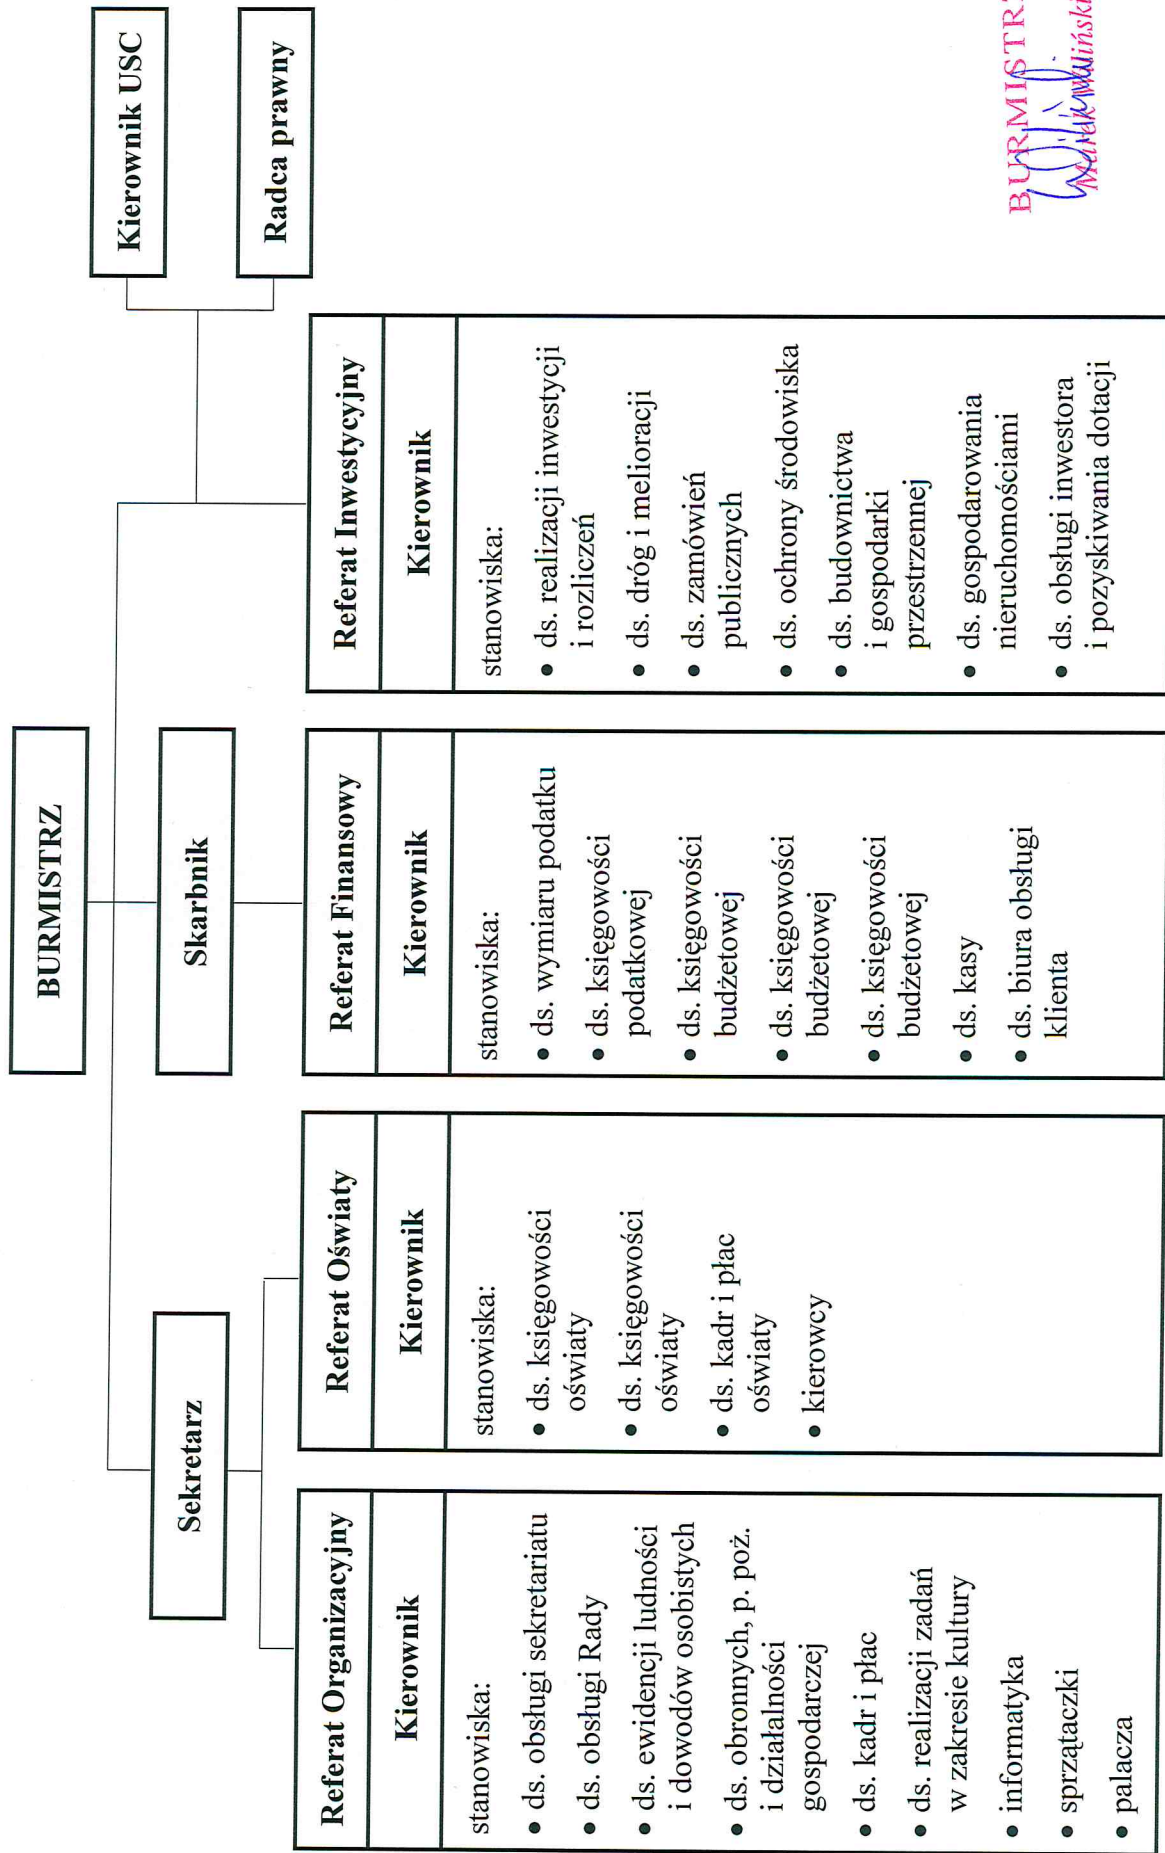 BURMISTRZ
Sekretarz
Skarbnik
Kierownik USC
Radca prawny
Referat Organizacyjny
Kierownik
stanowiska:
• ds. obsługi sekretariatu
• ds. obsługi Rady
• ds. ewidencji ludności
i dowodów osobistych
• ds. obronnych, p. poż.
i działalności
gospodarczej
• ds. kadr i płac
• ds. realizacji zadań
w zakresie kultury
• informatyka
• sprzątaczki
• palacza
Referat Oświaty
Kierownik
stanowiska:
• ds. księgowości
oświaty
• ds. księgowości
oświaty
• ds. kadr i płac
oświaty
• kierowcy
Referat Finansowy
Kierownik
stanowiska:
• ds. wymiaru podatku
• ds. księgowości
podatkowej
• ds. księgowości
budżetowej
• ds. księgowości
budżetowej
• ds. księgowości
budżetowej
• ds. kasy
• ds. biura obsługi
klienta
Referat Inwestycyjny
Kierownik
stanowiska:
• ds. realizacji inwestycji
i rozliczeń
• ds. dróg i melioracji
• ds. zamówień
publicznych
• ds. ochrony środowiska
• ds. budownictwa
i gospodarki
przestrzennej
• ds. gospodarowania
nieruchomościami
• ds. obsługi inwestora
i pozyskiwania dotacji
BURMISTRZ
Marek